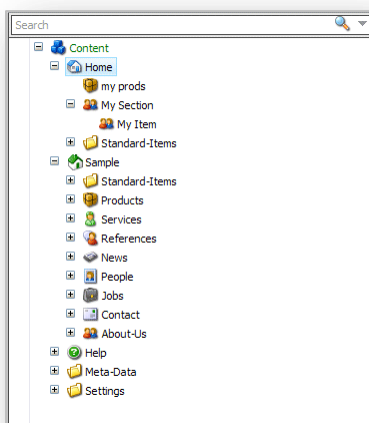 Search
Content
Home
my prods
My Section
My Item
Standard-Items
Sample
Standard-Items
Products
Services
References
News
People
Jobs
Contact
About-Us
Help
Meta-Data
Settings